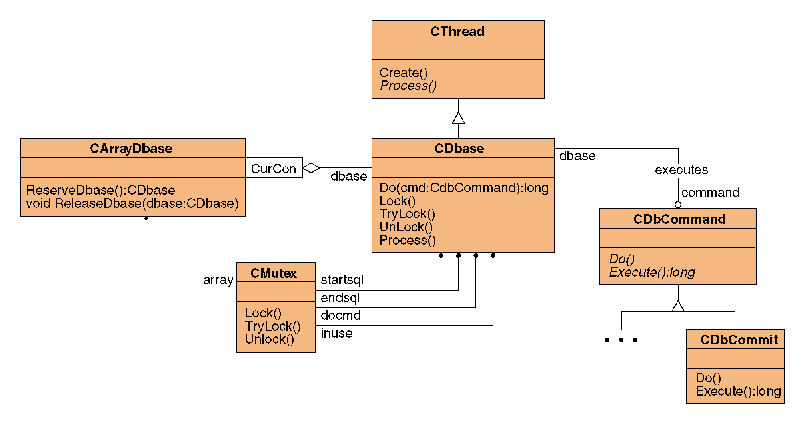 CThread
Create()
Process()
CArrayDbase
ReserveDbase():CDbase
void ReleaseDbase(dbase:CDbase)
CurCon
dbase
CDbase
Do(cmd:CdbCommand):long
Lock()
TryLock()
UnLock()
Process()
dbase
executes
command
CDbCommand
Do()
Execute():long
array
CMutex
Lock()
TryLock()
Unlock()
startsql
endsql
docmd
inuse
CDbCommit
Do()
Execute():long